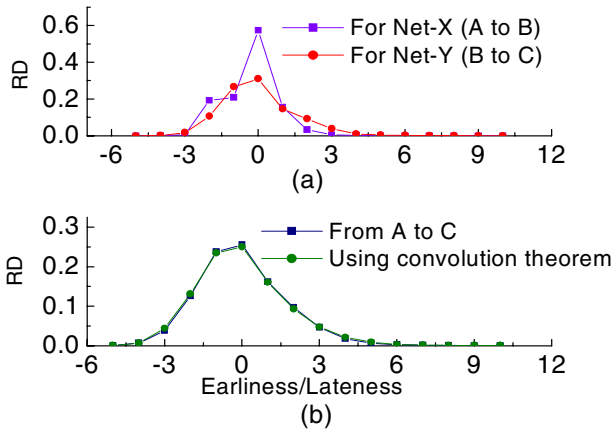 0.6
0.4
0.2
0.0
RD
For Net-X (A to B)
For Net-Y (B to C)
-6 -3 0 3 6 9 12
(a)
0.3
0.2
0.1
0.0
RD
From A to C
Using convolution theorem
-6 -3 0 3 6 9 12
Earliness/Lateness
(b)